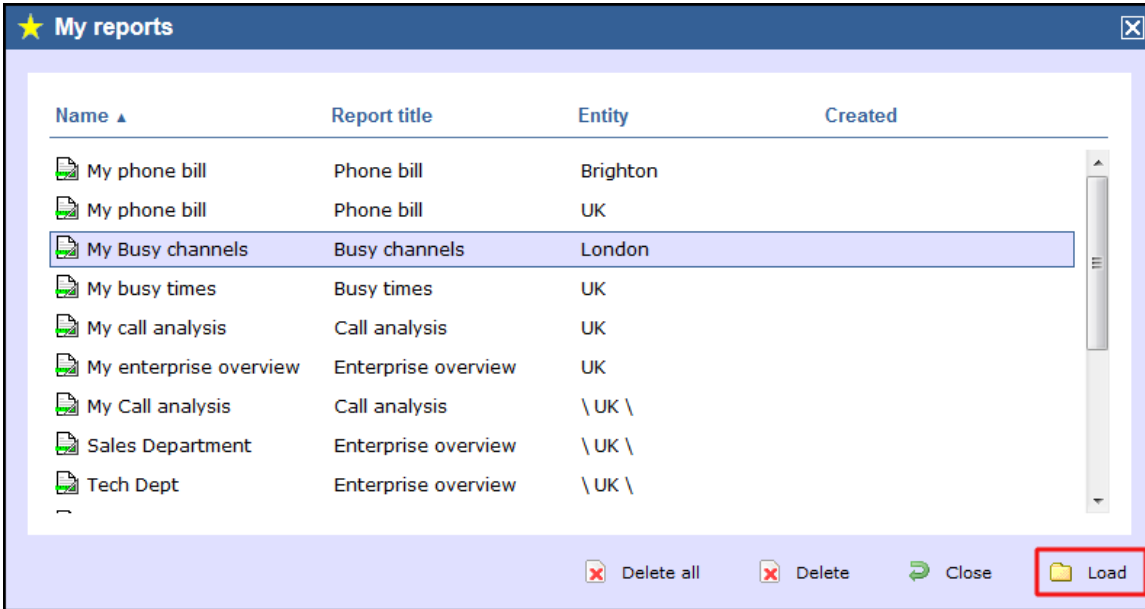 My reports
Name ▲ Report title Entity Created
My phone bill Phone bill Brighton
My phone bill Phone bill UK
My Busy channels Busy channels London
My busy times Busy times UK
My call analysis Call analysis UK
My enterprise overview Enterprise overview UK
My Call analysis Call analysis \ UK \
Sales Department Enterprise overview \ UK \
Tech Dept Enterprise overview \ UK \
Delete all Delete Close Load